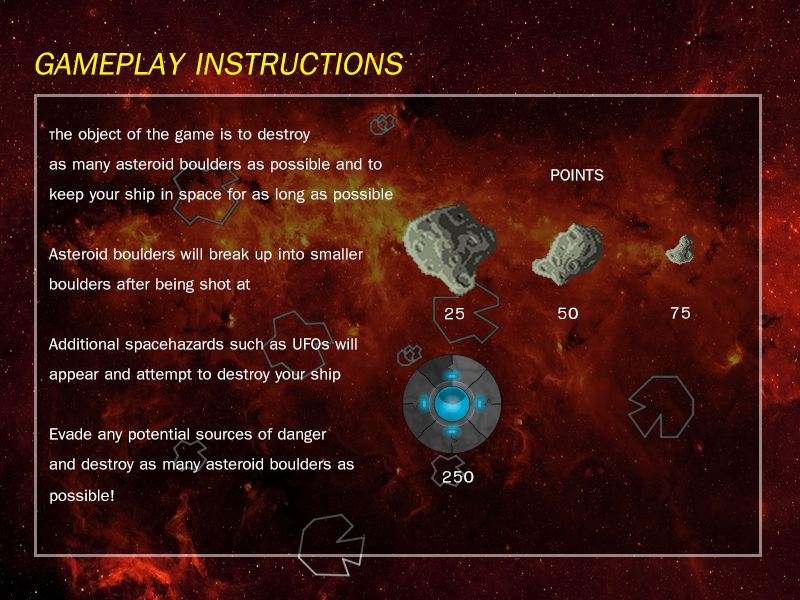 GAMEPLAY INSTRUCTIONS
The object of the game is to destroy
as many asteroid boulders as possible and to
keep your ship in space for as long as possible
Asteroid boulders will break up into smaller
boulders after being shot at
Additional spacehazards such as UFOs will
appear and attempt to destroy your ship
Evade any potential sources of danger
and destroy as many asteroid boulders as
possible!
POINTS
25 50 75
250